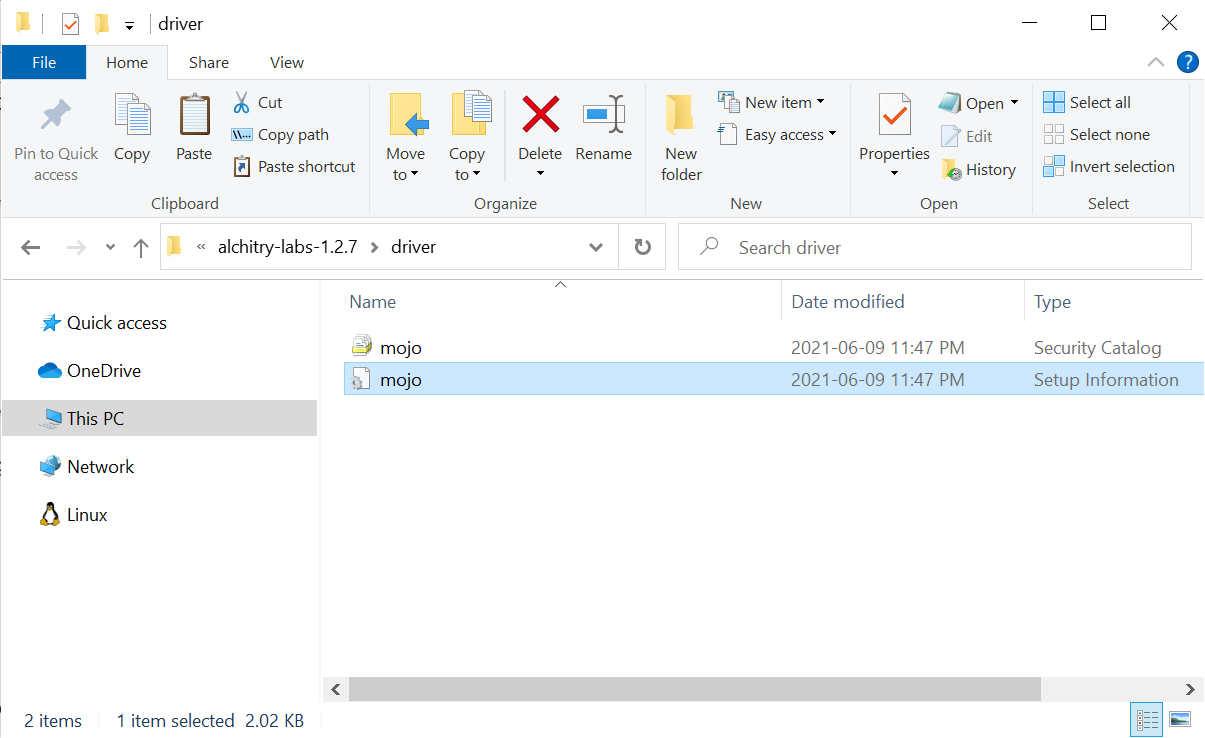 driver
File Home Share View
Pin to Quick access
Copy
Paste
Cut
Copy path
Paste shortcut
Clipboard
Move to
Copy to
Delete
Rename
Organize
New folder
New item
Easy access
New
Properties
Open
Edit
History
Open
Select all
Select none
Invert selection
Select
« alchitry-labs-1.2.7 > driver
Search driver
Quick access
OneDrive
This PC
Network
Linux
Name Date modified Type
mojo 2021-06-09 11:47 PM Security Catalog
mojo 2021-06-09 11:47 PM Setup Information
2 items 1 item selected 2.02 KB